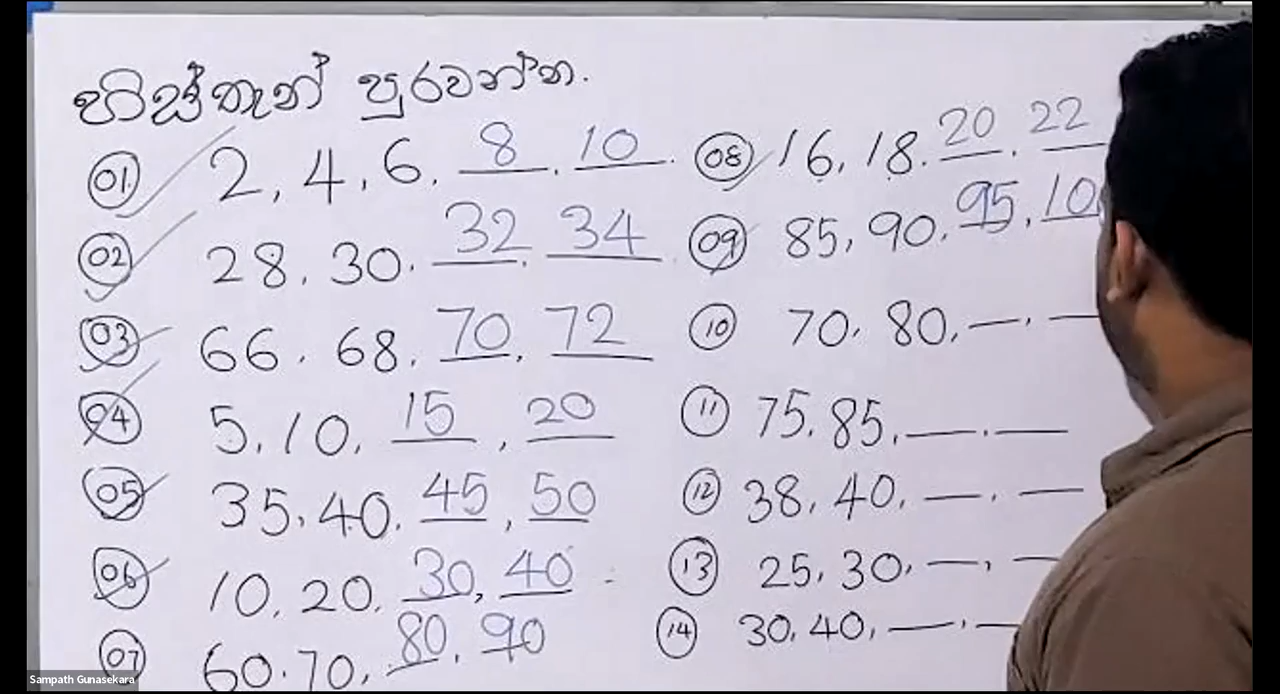 හිස්තැන් පුරවන්න.
01 2, 4, 6, 8, 10.
02 28, 30, 32, 34
03 66, 68, 70, 72
04 5, 10, 15, 20
05 35, 40, 45, 50
06 10, 20, 30, 40
07 60, 70, 80, 90
08 16, 18, 20, 22
09 85, 90, 95, 10
10 70, 80, —, —
11 75, 85, —, —
12 38, 40, —, —
13 25, 30, —, —
14 30, 40, —, —
Sampath Gunasekara